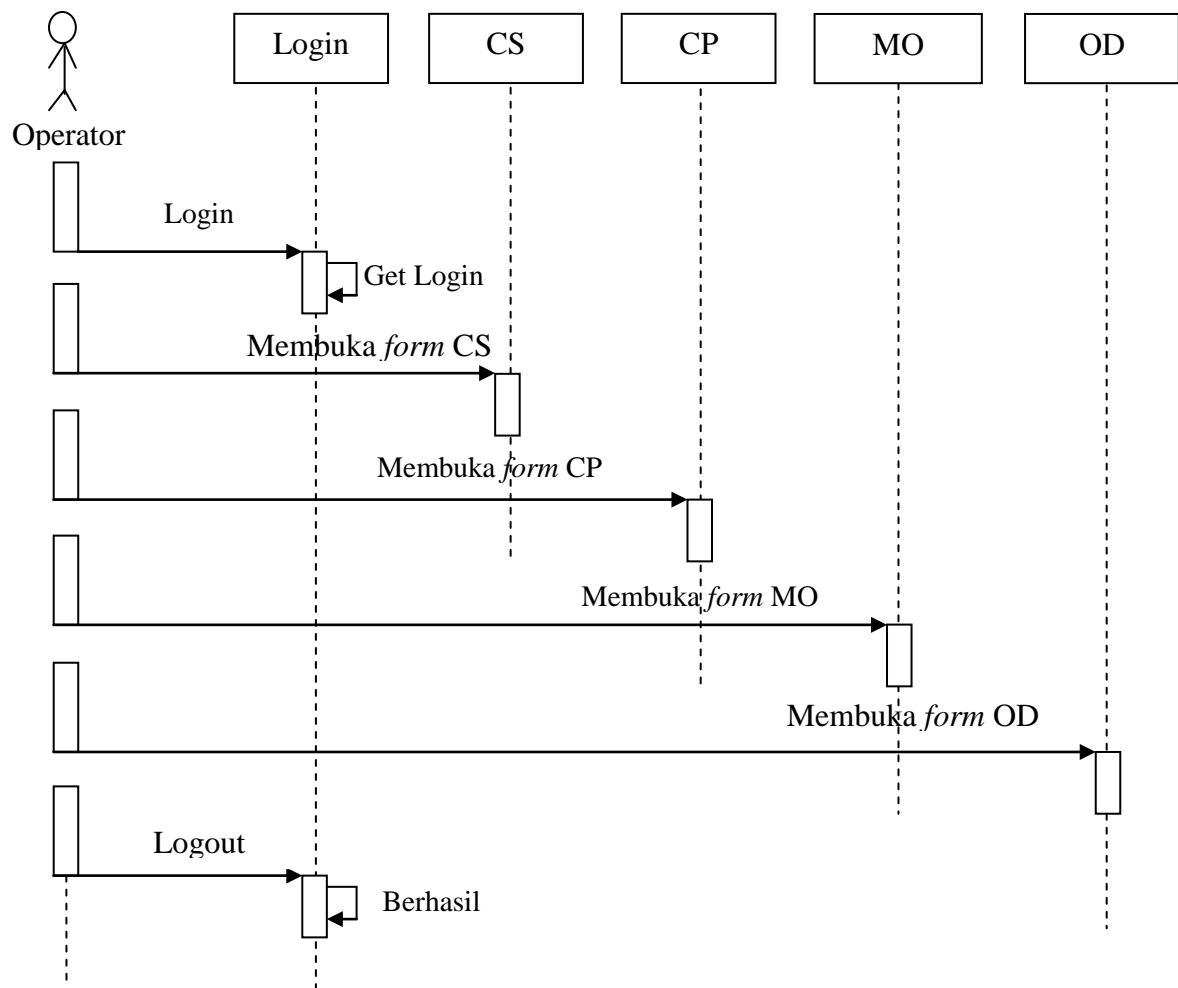 Login
CS
CP
MO
OD
Operator
Login
Get Login
Membuka form CS
Membuka form CP
Membuka form MO
Membuka form OD
Logout
Berhasil